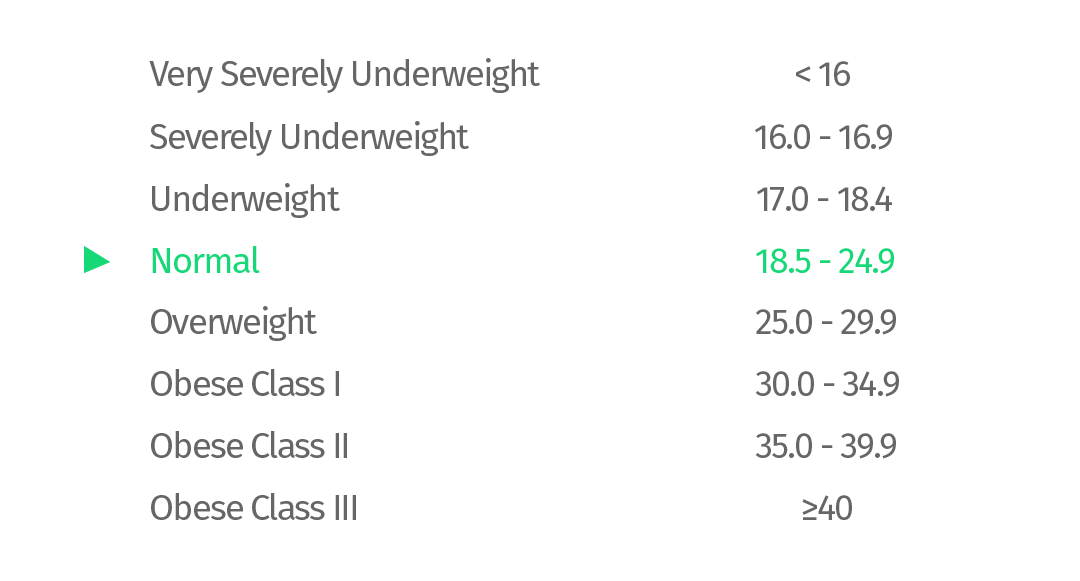 Very Severely Underweight < 16
Severely Underweight 16.0 - 16.9
Underweight 17.0 - 18.4
Normal 18.5 - 24.9
Overweight 25.0 - 29.9
Obese Class I 30.0 - 34.9
Obese Class II 35.0 - 39.9
Obese Class III ≥40